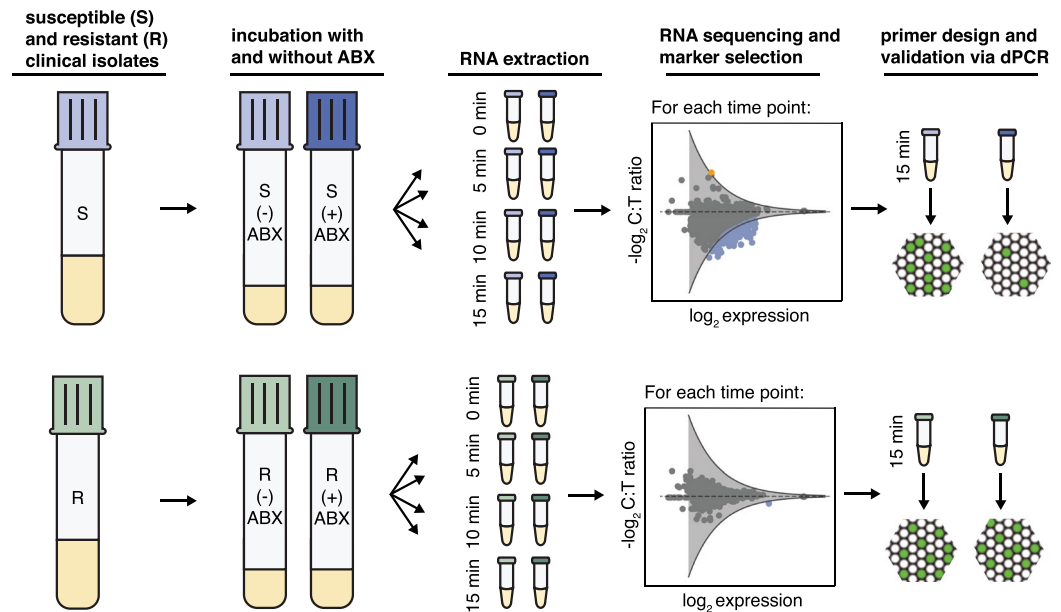 susceptible (S)
and resistant (R)
clinical isolates
incubation with
and without ABX
RNA extraction
RNA sequencing and
marker selection
primer design and
validation via dPCR
S
S
(-)
ABX
S
(+)
ABX
0 min
5 min
10 min
15 min
For each time point:
-log2 C:T ratio
log2 expression
15 min
R
R
(-)
ABX
R
(+)
ABX
0 min
5 min
10 min
15 min
For each time point:
-log2 C:T ratio
log2 expression
15 min